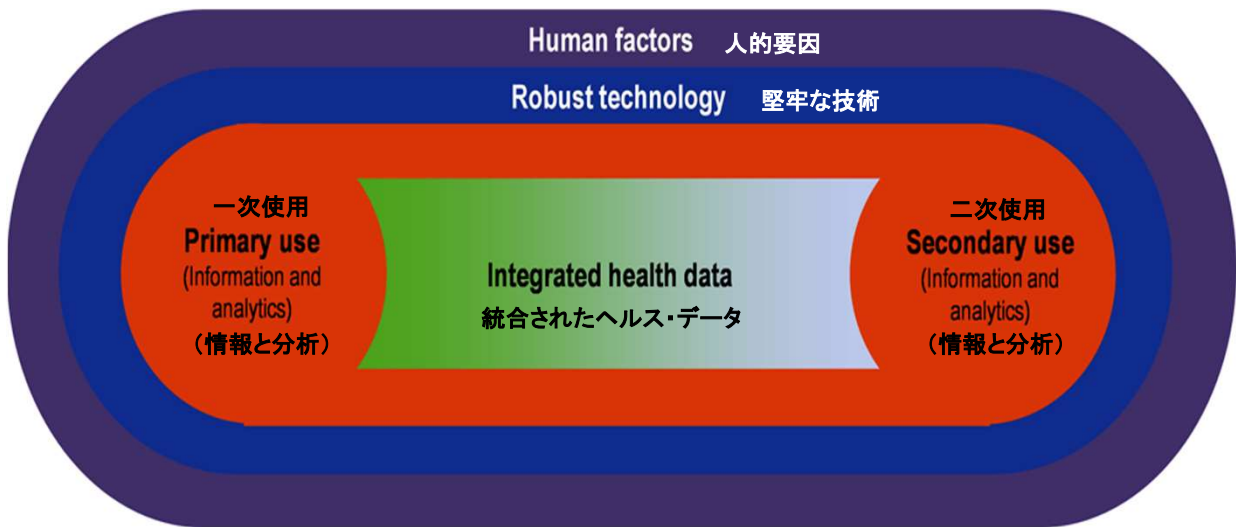 Human factors 人的要因
Robust technology 堅牢な技術
一次使用
Primary use
(Information and
analytics)
（情報と分析）
Integrated health data
統合されたヘルス・データ
二次使用
Secondary use
(Information and
analytics)
（情報と分析）